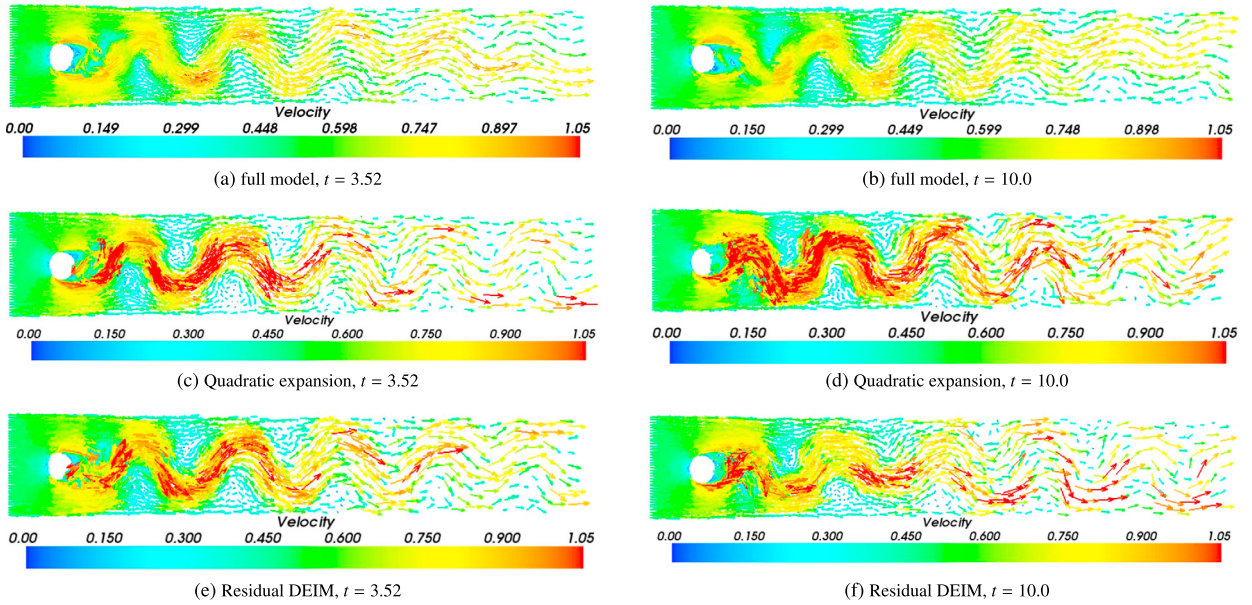 Velocity
0.00 0.149 0.299 0.448 0.598 0.747 0.897 1.05
(a) full model, t = 3.52
Velocity
0.00 0.150 0.299 0.449 0.599 0.748 0.898 1.05
(b) full model, t = 10.0
Velocity
0.00 0.150 0.300 0.450 0.600 0.750 0.900 1.05
(c) Quadratic expansion, t = 3.52
Velocity
0.00 0.150 0.300 0.450 0.600 0.750 0.900 1.05
(d) Quadratic expansion, t = 10.0
Velocity
0.00 0.150 0.300 0.450 0.600 0.750 0.900 1.05
(e) Residual DEIM, t = 3.52
Velocity
0.00 0.150 0.300 0.450 0.600 0.750 0.900 1.05
(f) Residual DEIM, t = 10.0